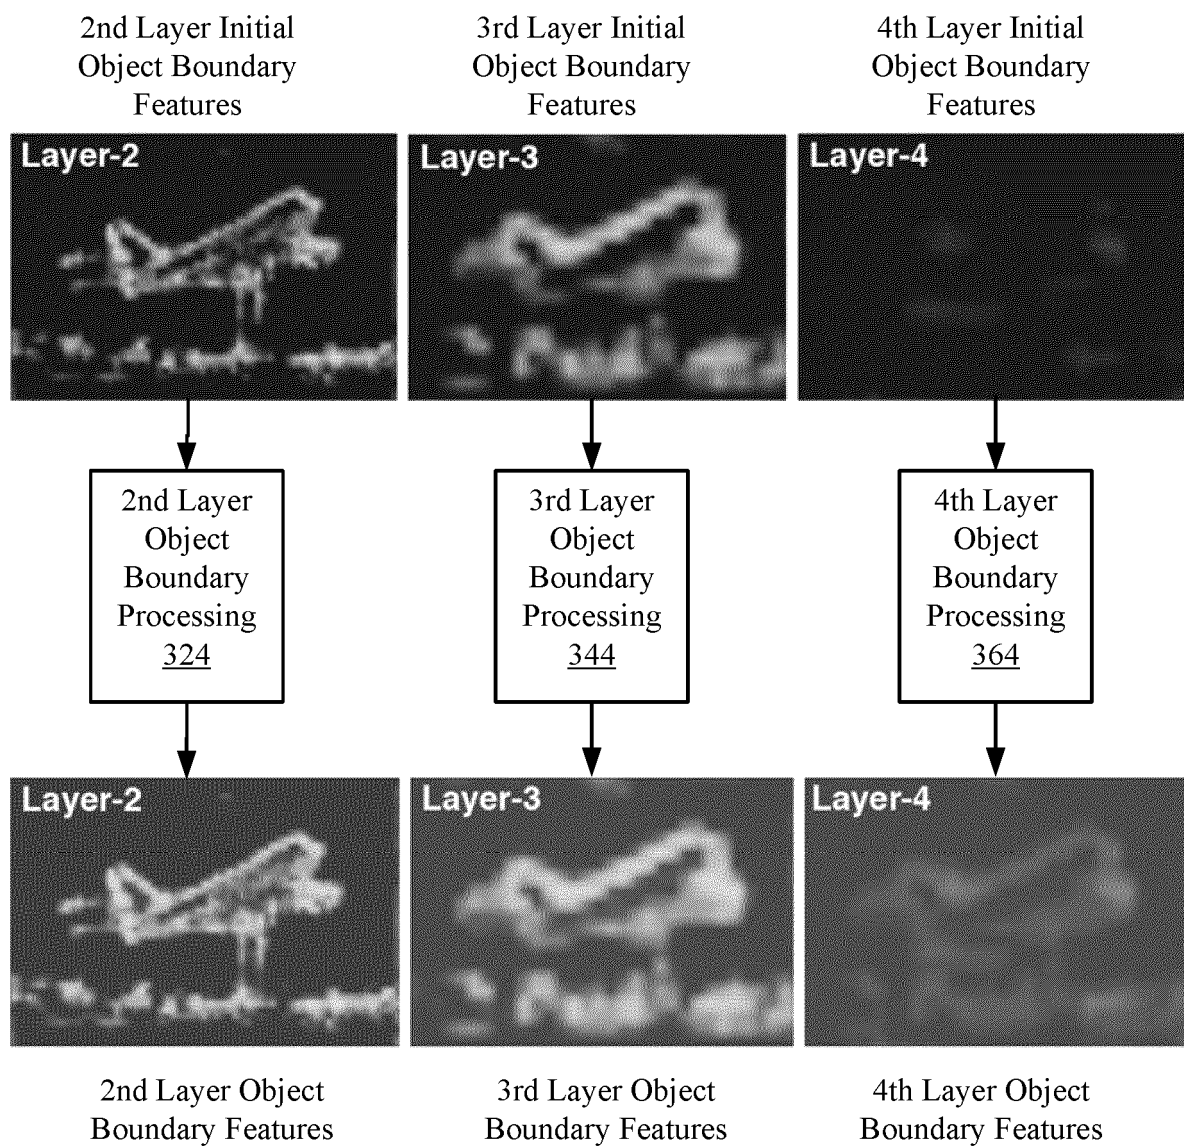 2nd Layer Initial
Object Boundary
Features
3rd Layer Initial
Object Boundary
Features
4th Layer Initial
Object Boundary
Features
Layer-2
Layer-3
Layer-4
2nd Layer
Object
Boundary
Processing
324
3rd Layer
Object
Boundary
Processing
344
4th Layer
Object
Boundary
Processing
364
Layer-2
Layer-3
Layer-4
2nd Layer Object
Boundary Features
3rd Layer Object
Boundary Features
4th Layer Object
Boundary Features